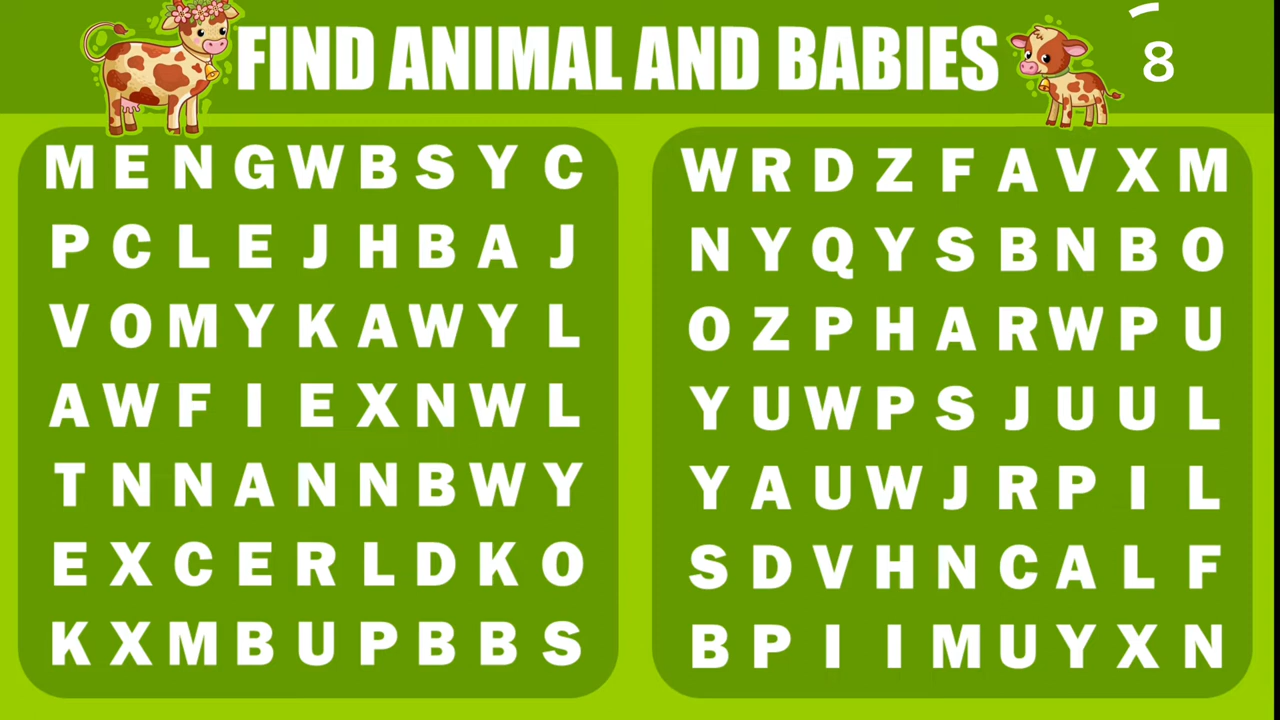 FIND ANIMAL AND BABIES
8
M E N G W B S Y C
P C L E J H B A J
V O M Y K A W Y L
A W F I E X N W L
T N N A N N B W Y
E X C E R L D K O
K X M B U P B B S
W R D Z F A V X M
N Y Q Y S B N B O
O Z P H A R W P U
Y U W P S J U U L
Y A U W J R P I L
S D V H N C A L F
B P I I M U Y X N